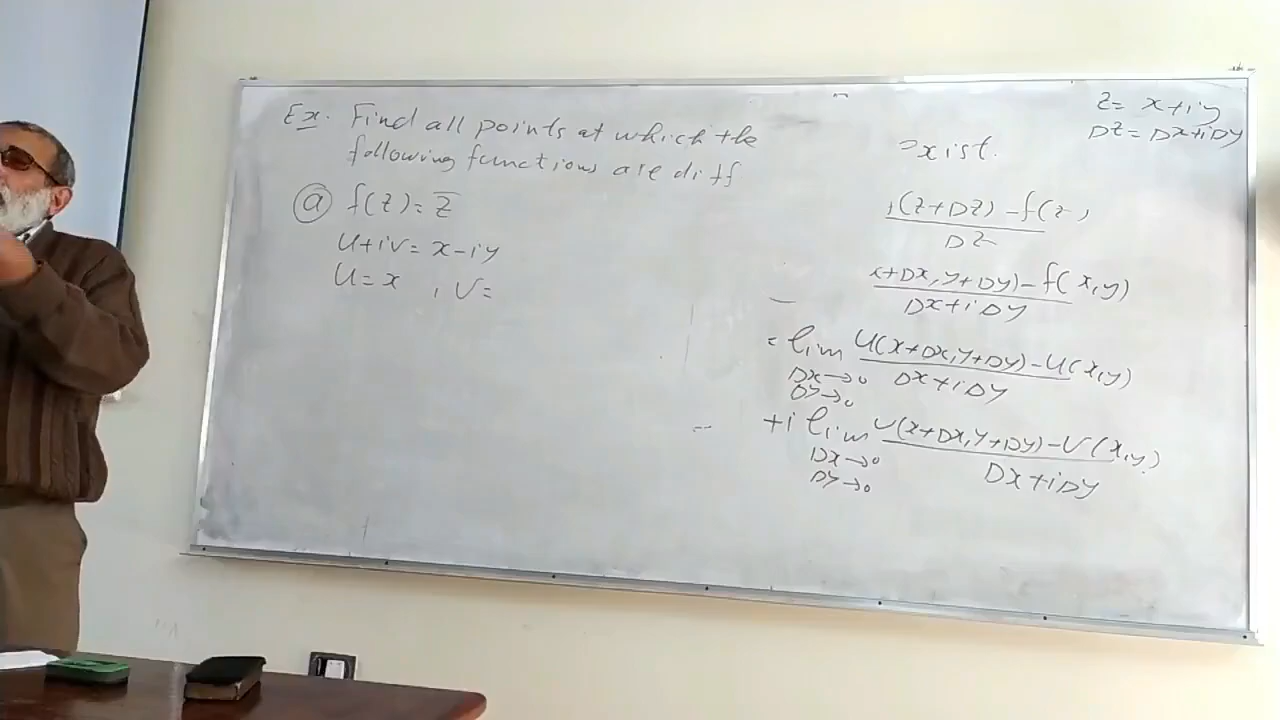 Ex. Find all points at which the
following functions are diff
(a) f(z) = z̅
u+iv = x-iy
u = x , v =
z = x+iy
Dz = Dx+iDy
exist.
(z+Dz) - f(z)
Dz
x+Dx, y+Dy) - f(x,y)
Dx+iDy
= lim u(x+Dx, y+Dy) - u(x,y)
Dx→0 Dx+iDy
Dy→0
+i lim v(x+Dx, y+Dy) - v(x,y)
Dx→0 Dx+iDy
Dy→0